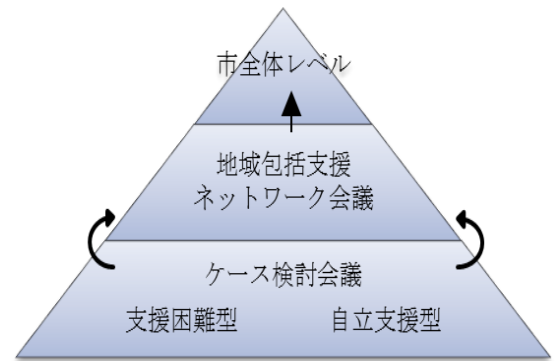 市全体レベル
地域包括支援
ネットワーク会議
ケース検討会議
支援困難型 自立支援型